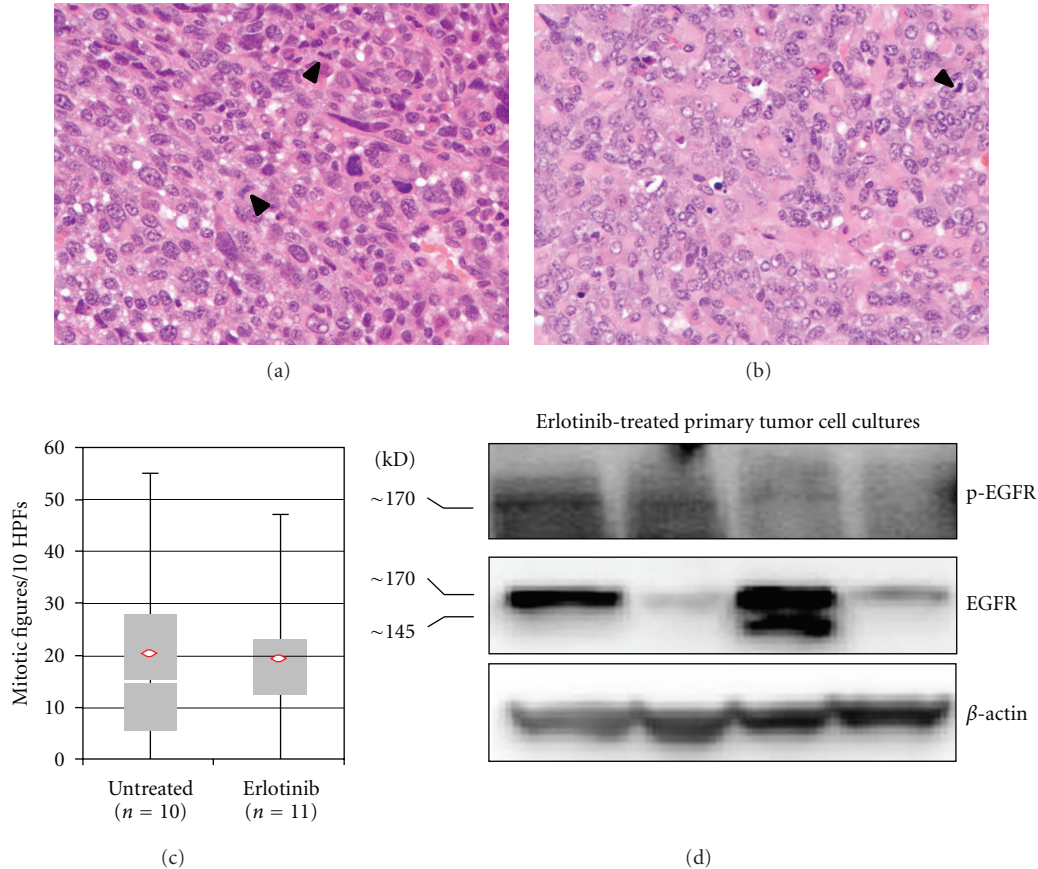 (a)
(b)
60
50
40
30
20
10
0
Mitotic figures/10 HPFs
Untreated
(n = 10)
Erlotinib
(n = 11)
(c)
Erlotinib-treated primary tumor cell cultures
(kD)
~170
p-EGFR
~170
~145
EGFR
β-actin
(d)